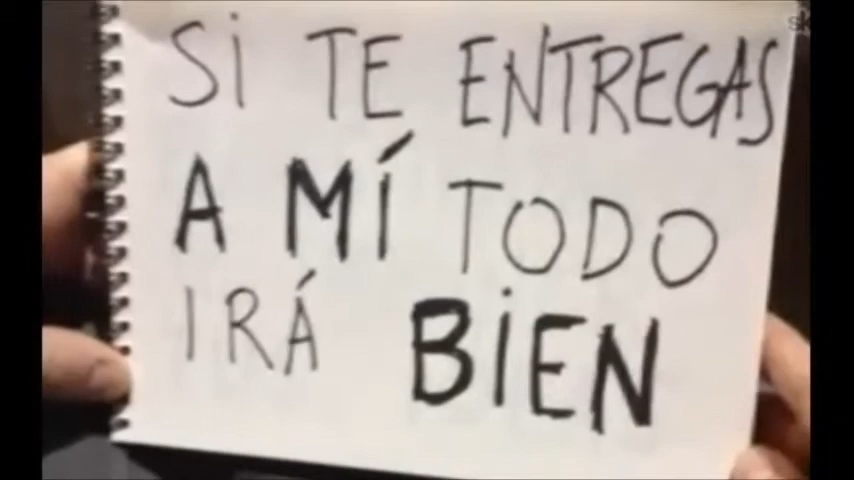 Si TE ENTREGAS
A MÍ TODO
IRÁ BiEN